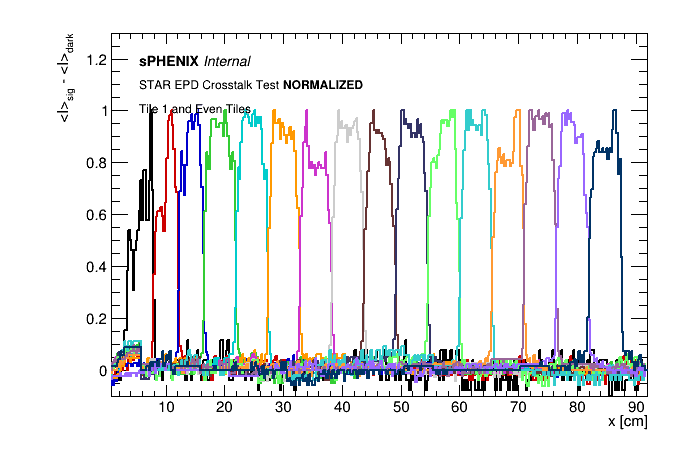 <I>sig - <I>dark
1.2
sPHENIX Internal
STAR EPD Crosstalk Test NORMALIZED
Tile 1 and Even Tiles
1
0.8
0.6
0.4
0.2
0
10 20 30 40 50 60 70 80 90
x [cm]